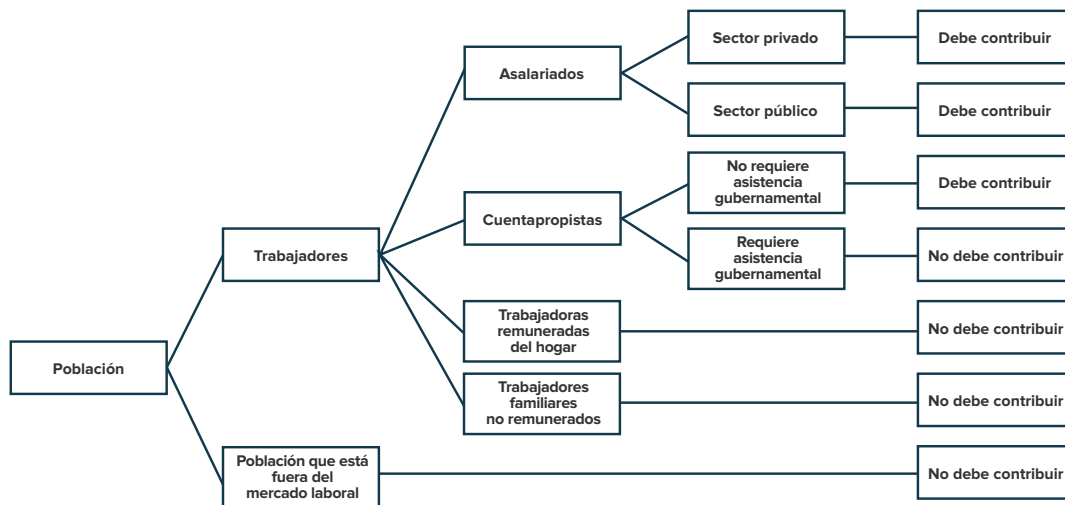 Sector privado
Debe contribuir
Asalariados
Sector público
Debe contribuir
No requiere
asistencia
gubernamental
Debe contribuir
Cuentapropistas
Requiere
asistencia
gubernamental
No debe contribuir
Trabajadores
Trabajadoras
remuneradas
del hogar
No debe contribuir
Población
Trabajadores
familiares
no remunerados
No debe contribuir
Población que está
fuera del
mercado laboral
No debe contribuir